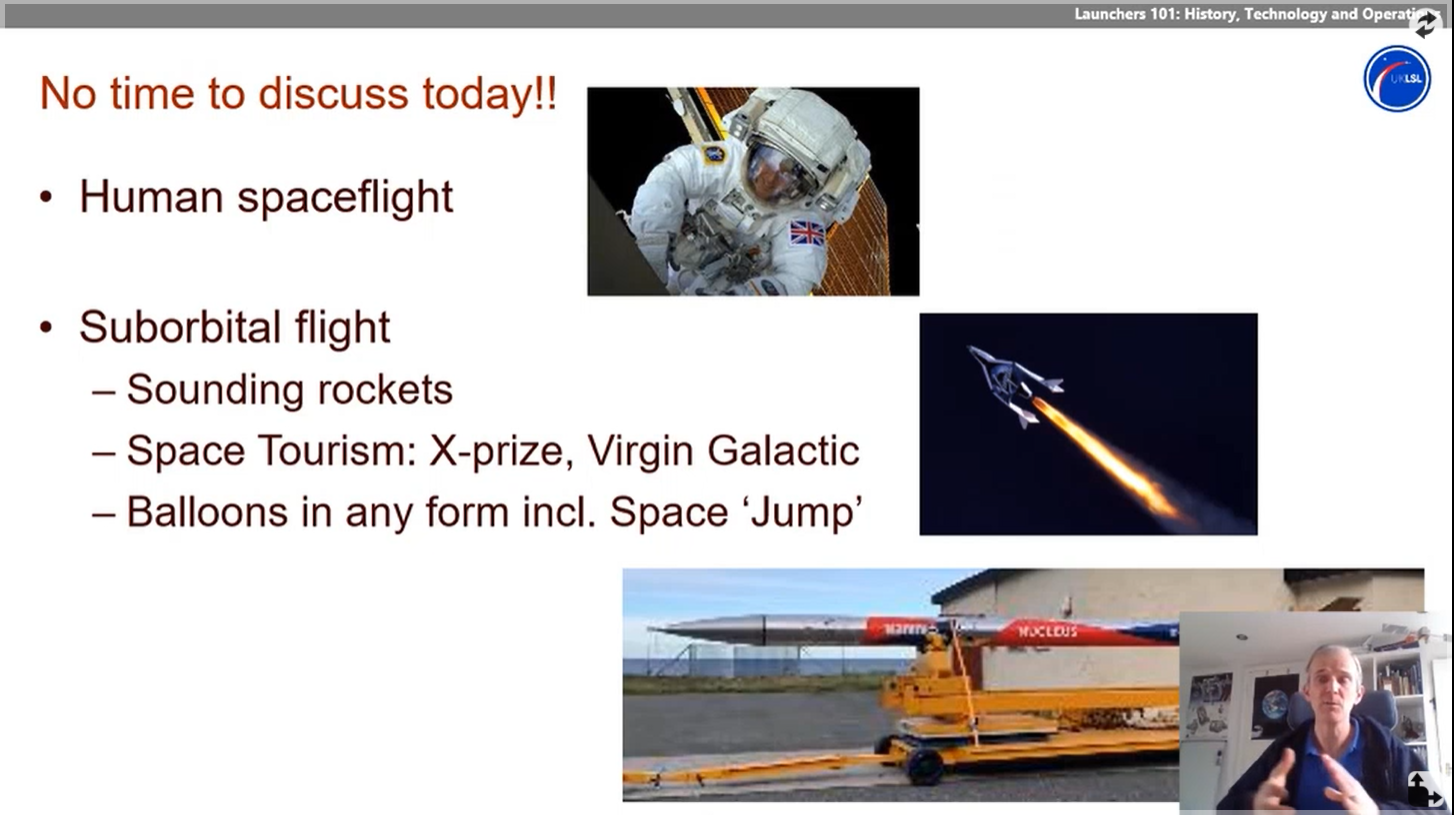 Launchers 101: History, Technology and Operati
No time to discuss today!!
UKLSL
• Human spaceflight
• Suborbital flight
– Sounding rockets
– Space Tourism: X-prize, Virgin Galactic
– Balloons in any form incl. Space ‘Jump’
NUCLEUS